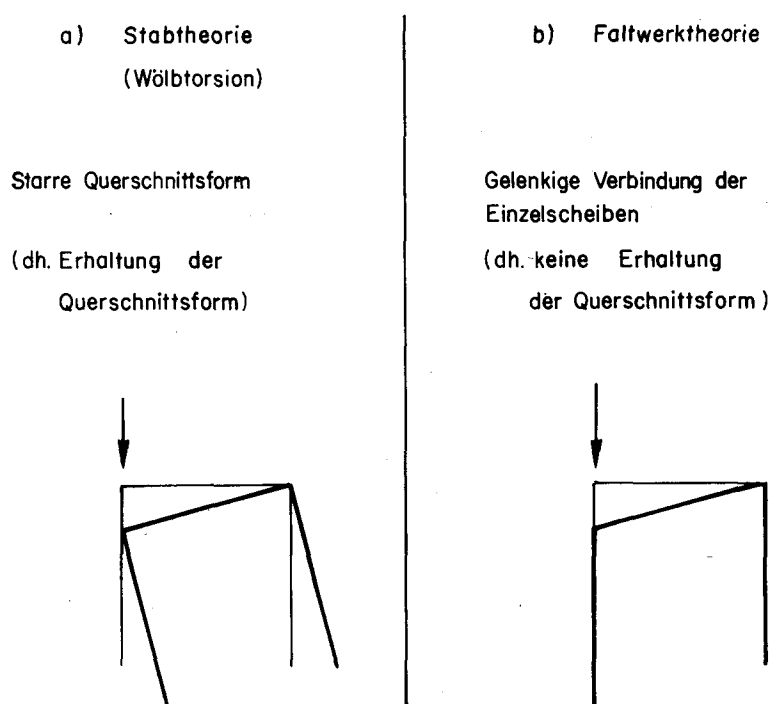 a) Stabtheorie
(Wölbtorsion)
Starre Querschnittsform
(dh. Erhaltung der
Querschnittsform)
b) Faltwerktheorie
Gelenkige Verbindung der
Einzelscheiben
(dh. keine Erhaltung
der Querschnittsform)